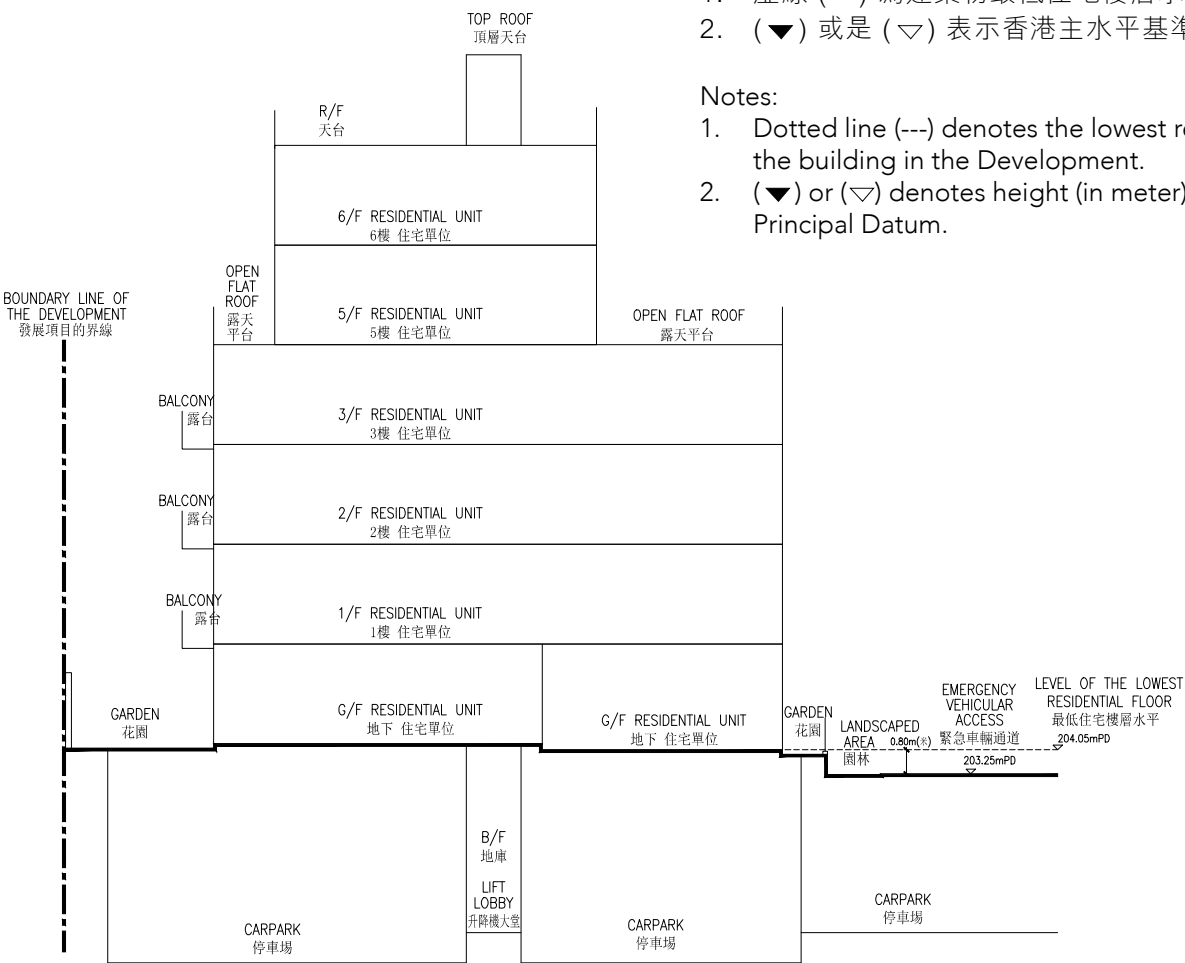 TOP ROOF
頂層天台
2. (▼) 或是 (▽) 表示香港主水平基準
Notes:
1. Dotted line (---) denotes the lowest
the building in the Development.
2. (▼) or (▽) denotes height (in meter)
Principal Datum.
R/F
天台
6/F RESIDENTIAL UNIT
6樓 住宅單位
OPEN
FLAT
ROOF
露天
平台
BOUNDARY LINE OF
THE DEVELOPMENT
發展項目的界線
5/F RESIDENTIAL UNIT
5樓 住宅單位
OPEN FLAT ROOF
露天平台
BALCONY
露台
3/F RESIDENTIAL UNIT
3樓 住宅單位
BALCONY
露台
2/F RESIDENTIAL UNIT
2樓 住宅單位
BALCONY
露台
1/F RESIDENTIAL UNIT
1樓 住宅單位
GARDEN
花園
G/F RESIDENTIAL UNIT
地下 住宅單位
G/F RESIDENTIAL UNIT
地下 住宅單位
GARDEN
花園
LANDSCAPED
AREA
園林
0.80m(米)
EMERGENCY
VEHICULAR
ACCESS
緊急車輛通道
203.25mPD
LEVEL OF THE LOWEST
RESIDENTIAL FLOOR
最低住宅樓層水平
204.05mPD
B/F
地庫
LIFT
LOBBY
升降機大堂
CARPARK
停車場
CARPARK
停車場
CARPARK
停車場